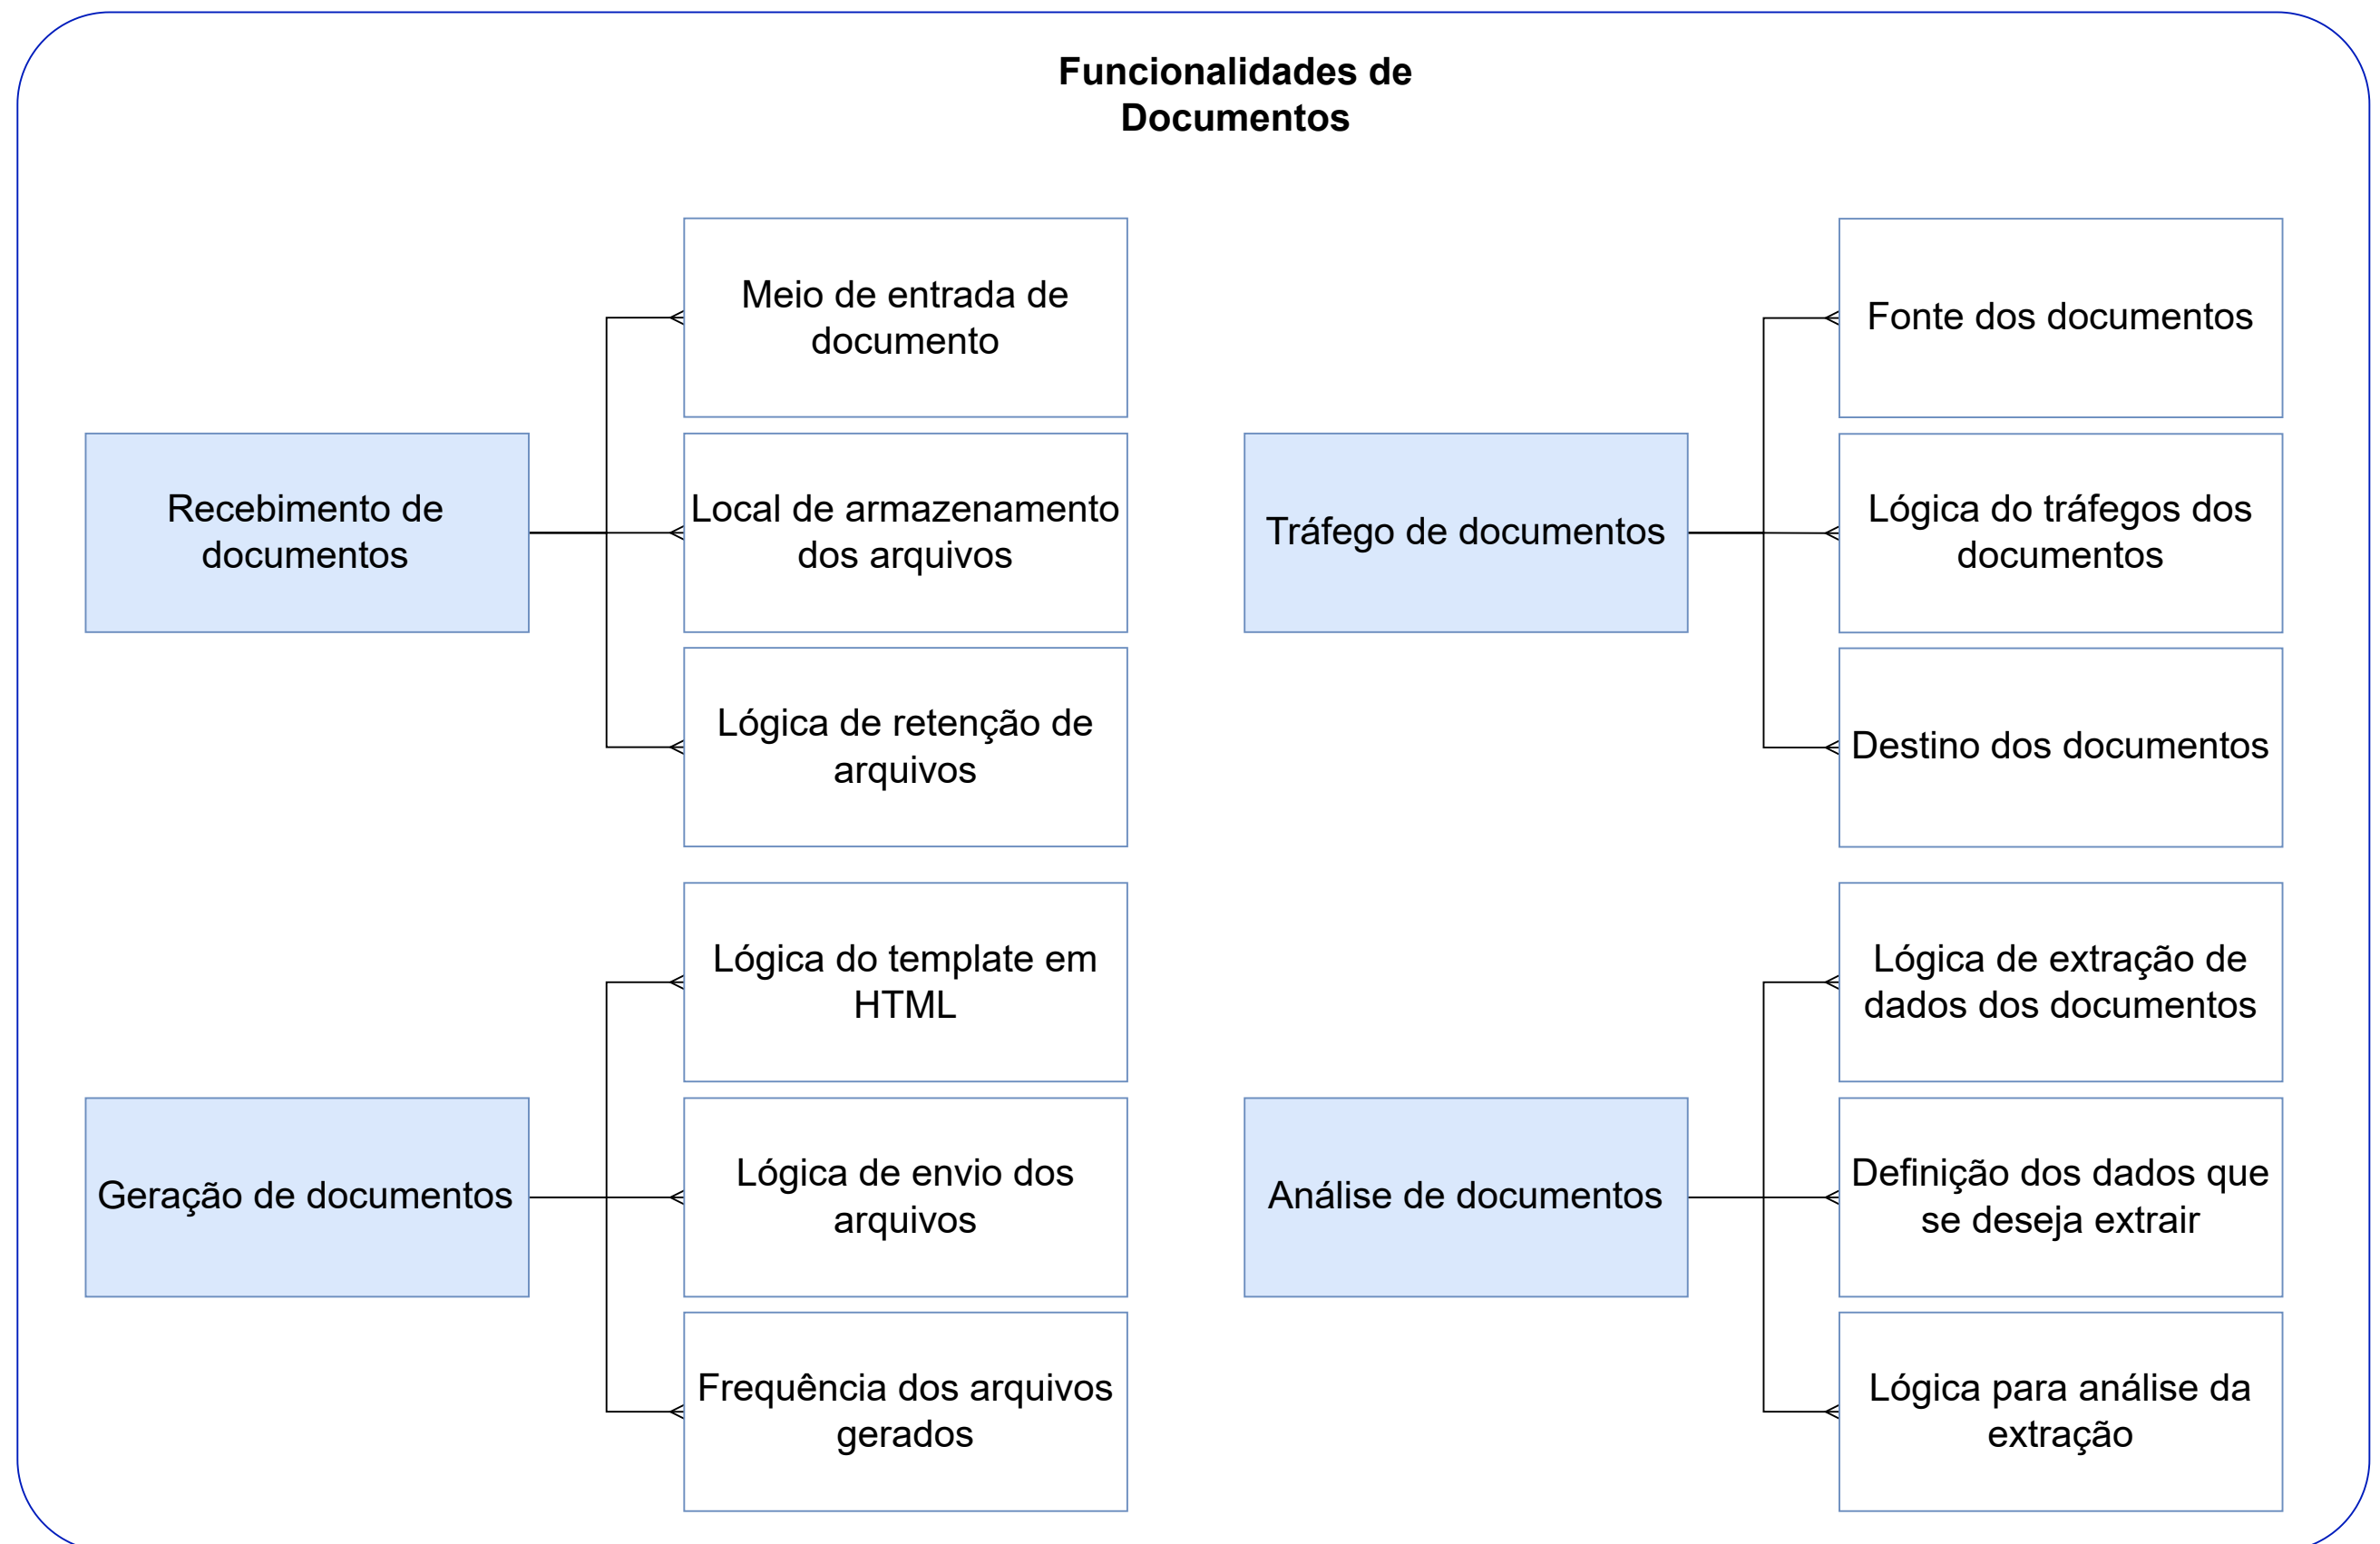 Funcionalidades de
Documentos
Recebimento de
documentos
Meio de entrada de
documento
Local de armazenamento
dos arquivos
Lógica de retenção de
arquivos
Tráfego de documentos
Fonte dos documentos
Lógica do tráfegos dos
documentos
Destino dos documentos
Geração de documentos
Lógica do template em
HTML
Lógica de envio dos
arquivos
Frequência dos arquivos
gerados
Análise de documentos
Lógica de extração de
dados dos documentos
Definição dos dados que
se deseja extrair
Lógica para análise da
extração